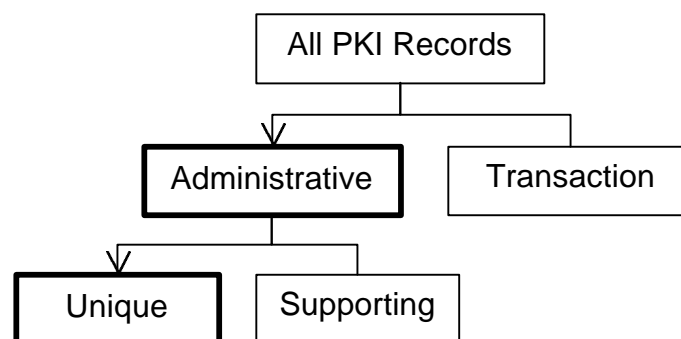 All PKI Records
Administrative
Transaction
Unique
Supporting